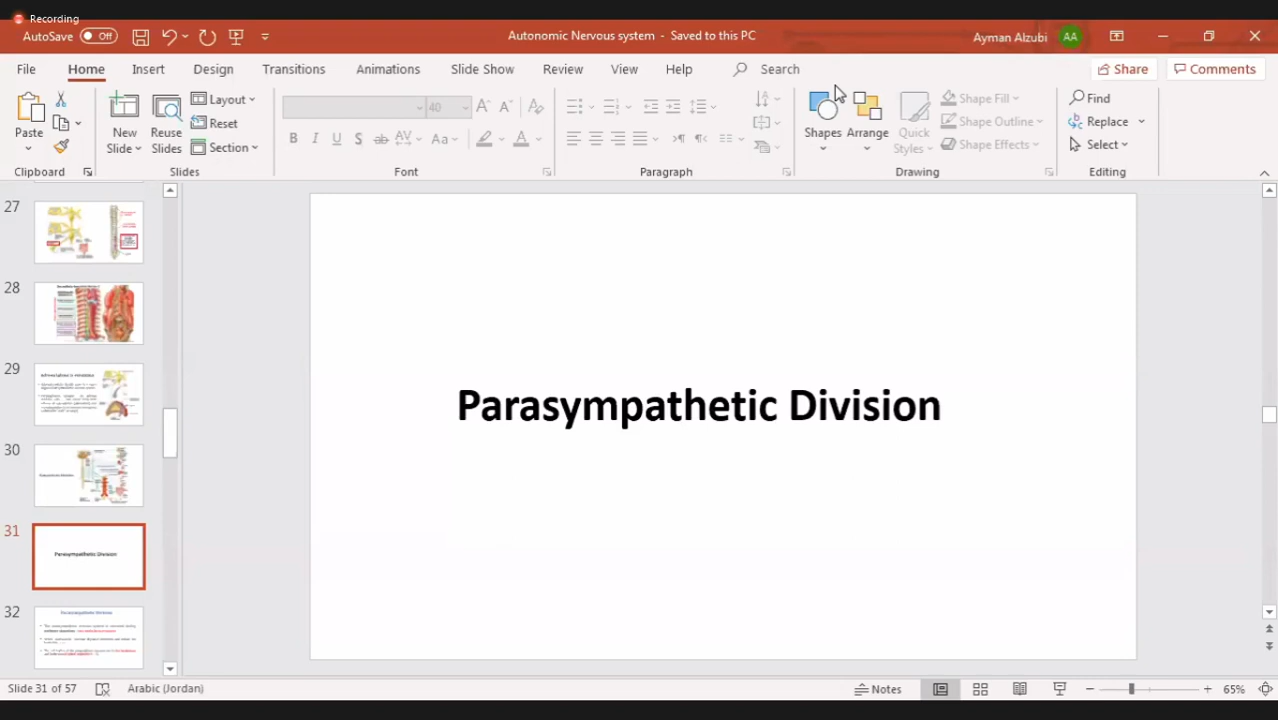 Recording
AutoSave Off
Autonomic Nervous system - Saved to this PC
Ayman Alzubi AA
File Home Insert Design Transitions Animations Slide Show Review View Help Search
Share Comments
Paste
New Slide
Reuse Slides
Layout
Reset
Section
40
Shapes
Arrange
Quick Styles
Shape Fill
Shape Outline
Shape Effects
Find
Replace
Select
Clipboard Slides Font Paragraph Drawing Editing
27
28
29
30
31
Parasympathetic Division
32
Parasympathetic Division
Slide 31 of 57 Arabic (Jordan) Notes 65%